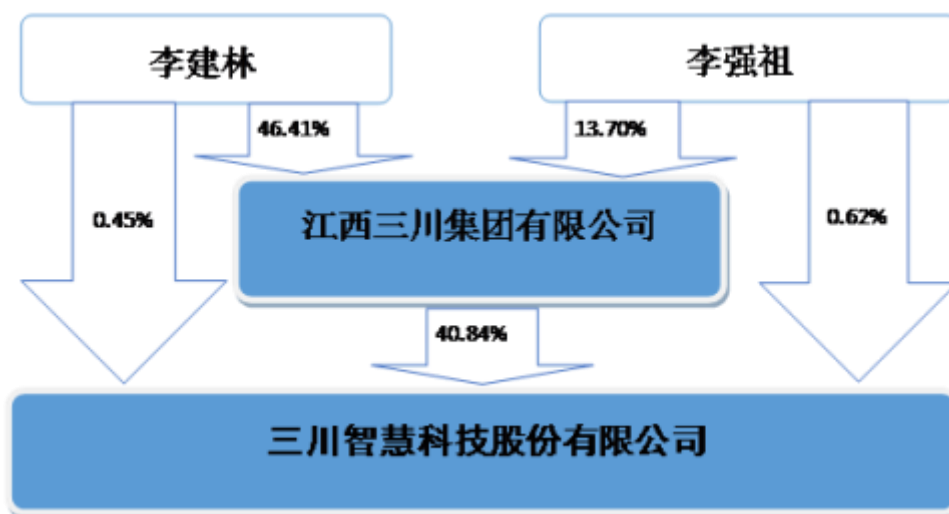 李建林
李强祖
46.41%
13.70%
0.45%
江西三川集团有限公司
0.62%
40.84%
三川智慧科技股份有限公司